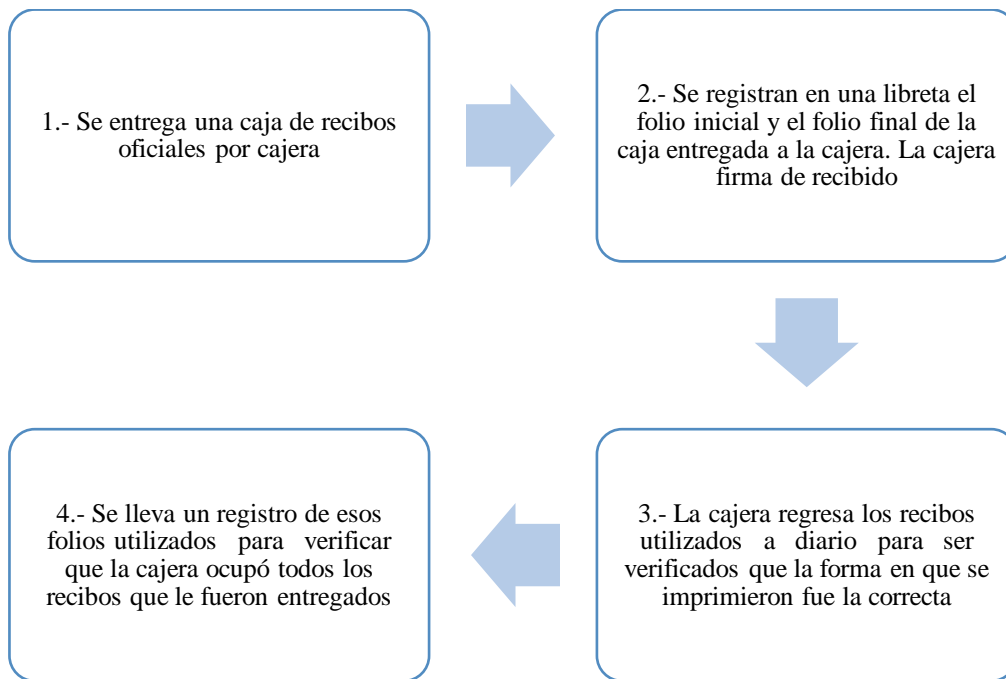 1.- Se entrega una caja de recibos
oficiales por cajera
2.- Se registran en una libreta el
folio inicial y el folio final de la
caja entregada a la cajera. La cajera
firma de recibido
3.- La cajera regresa los recibos
utilizados a diario para ser
verificados que la forma en que se
imprimieron fue la correcta
4.- Se lleva un registro de esos
folios utilizados para verificar
que la cajera ocupó todos los
recibos que le fueron entregados